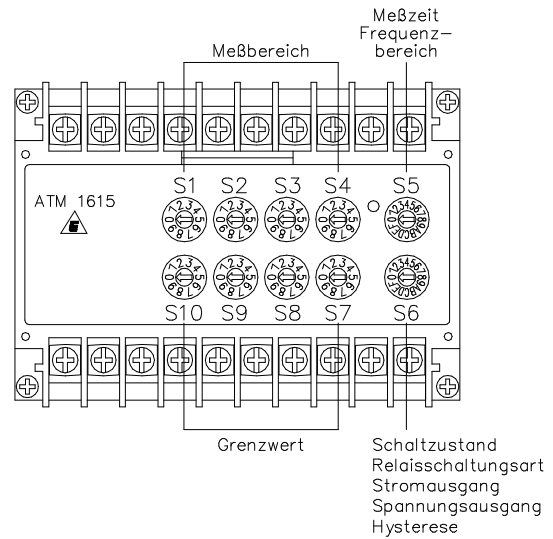 Meßzeit
Frequenz-
bereich
Meßbereich
S1 S2 S3 S4 S5
ATM 1615
S10 S9 S8 S7 S6
Grenzwert
Schaltzustand
Relaisschaltungsart
Stromausgang
Spannungsausgang
Hysterese